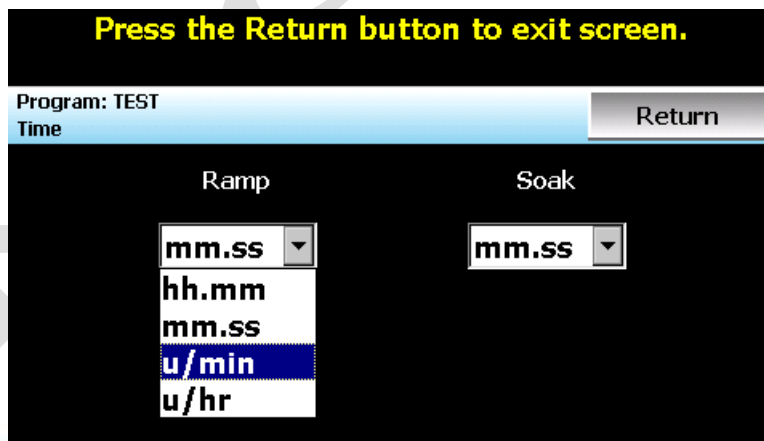 Press the Return button to exit screen.
Program: TEST
Time
Return
Ramp
Soak
mm.ss
mm.ss
hh.mm
mm.ss
u/min
u/hr